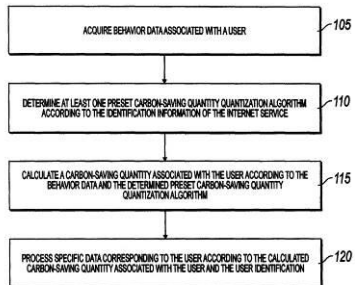 ACQUIRE BEHAVIOR DATA ASSOCIATED WITH A USER
105
DETERMINE AT LEAST ONE PRESET CARBON-SAVING QUANTITY QUANTIZATION ALGORITHM
ACCORDING TO THE IDENTIFICATION INFORMATION OF THE INTERNET SERVICE
110
CALCULATE A CARBON-SAVING QUANTITY ASSOCIATED WITH THE USER ACCORDING TO THE
BEHAVIOR DATA AND THE DETERMINED PRESET CARBON-SAVING QUANTITY
QUANTIZATION ALGORITHM
115
PROCESS SPECIFIC DATA CORRESPONDING TO THE USER ACCORDING TO THE CALCULATED
CARBON-SAVING QUANTITY ASSOCIATED WITH THE USER AND THE USER IDENTIFICATION
120